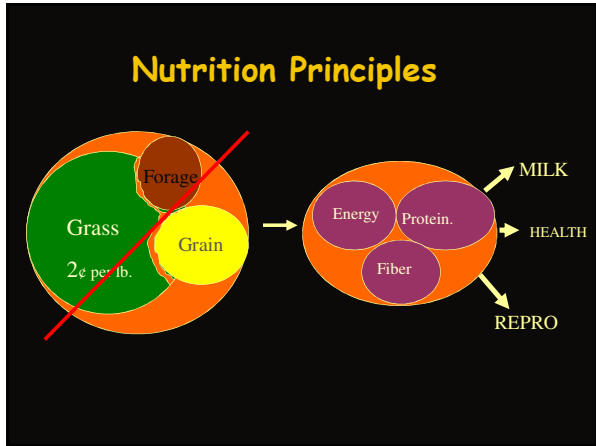 Nutrition Principles
Forage
Grass
Grain
2¢ per lb.
Energy
Protein.
Fiber
MILK
HEALTH
REPRO